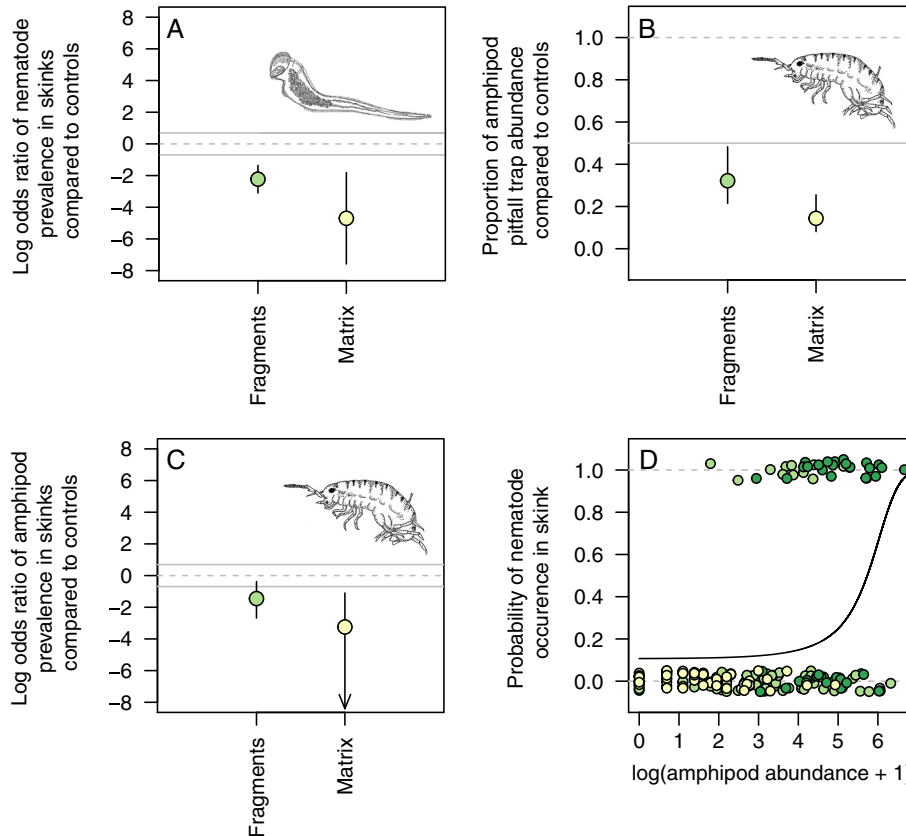 A
Log odds ratio of nematode
prevalence in skinks
compared to controls
8
6
4
2
0
−2
−4
−6
−8
Fragments
Matrix
B
Proportion of amphipod
pitfall trap abundance
compared to controls
1.0
0.8
0.6
0.4
0.2
0.0
Fragments
Matrix
C
Log odds ratio of amphipod
prevalence in skinks
compared to controls
8
6
4
2
0
−2
−4
−6
−8
Fragments
Matrix
D
Probability of nematode
occurence in skink
1.0
0.8
0.6
0.4
0.2
0.0
0 1 2 3 4 5 6
log(amphipod abundance + 1)